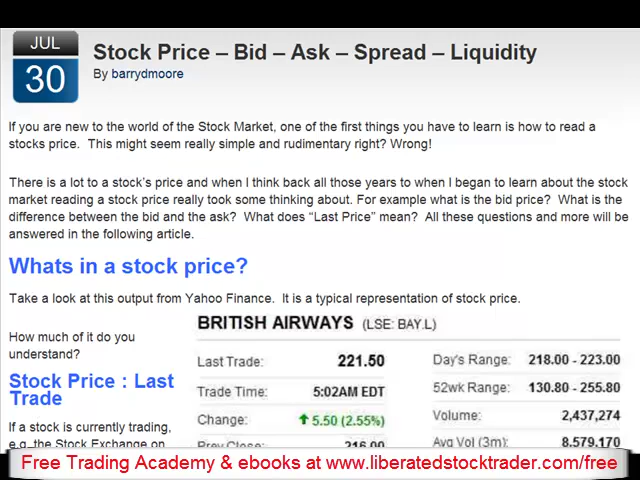 JUL
30
Stock Price – Bid – Ask – Spread – Liquidity
By barrydmoore
If you are new to the world of the Stock Market, one of the first things you have to learn is how to read a
stocks price.  This might seem really simple and rudimentary right? Wrong!
There is a lot to a stock's price and when I think back all those years to when I began to learn about the stock
market reading a stock price really took some thinking about. For example what is the bid price?  What is the
difference between the bid and the ask?  What does “Last Price” mean?  All these questions and more will be
answered in the following article.
Whats in a stock price?
Take a look at this output from Yahoo Finance.  It is a typical representation of stock price.
How much of it do you
understand?
Stock Price : Last
Trade
If a stock is currently trading,
e.g. the Stock Exchange on
BRITISH AIRWAYS (LSE: BAY.L)
Last Trade: 221.50
Trade Time: 5:02AM EDT
Change: 5.50 (2.55%)
Prev Close: 216.00
Day's Range: 218.00 - 223.00
52wk Range: 130.80 - 255.80
Volume: 2,437,274
Avg Vol (3m): 8,579,170
Free Trading Academy & ebooks at www.liberatedstocktrader.com/free